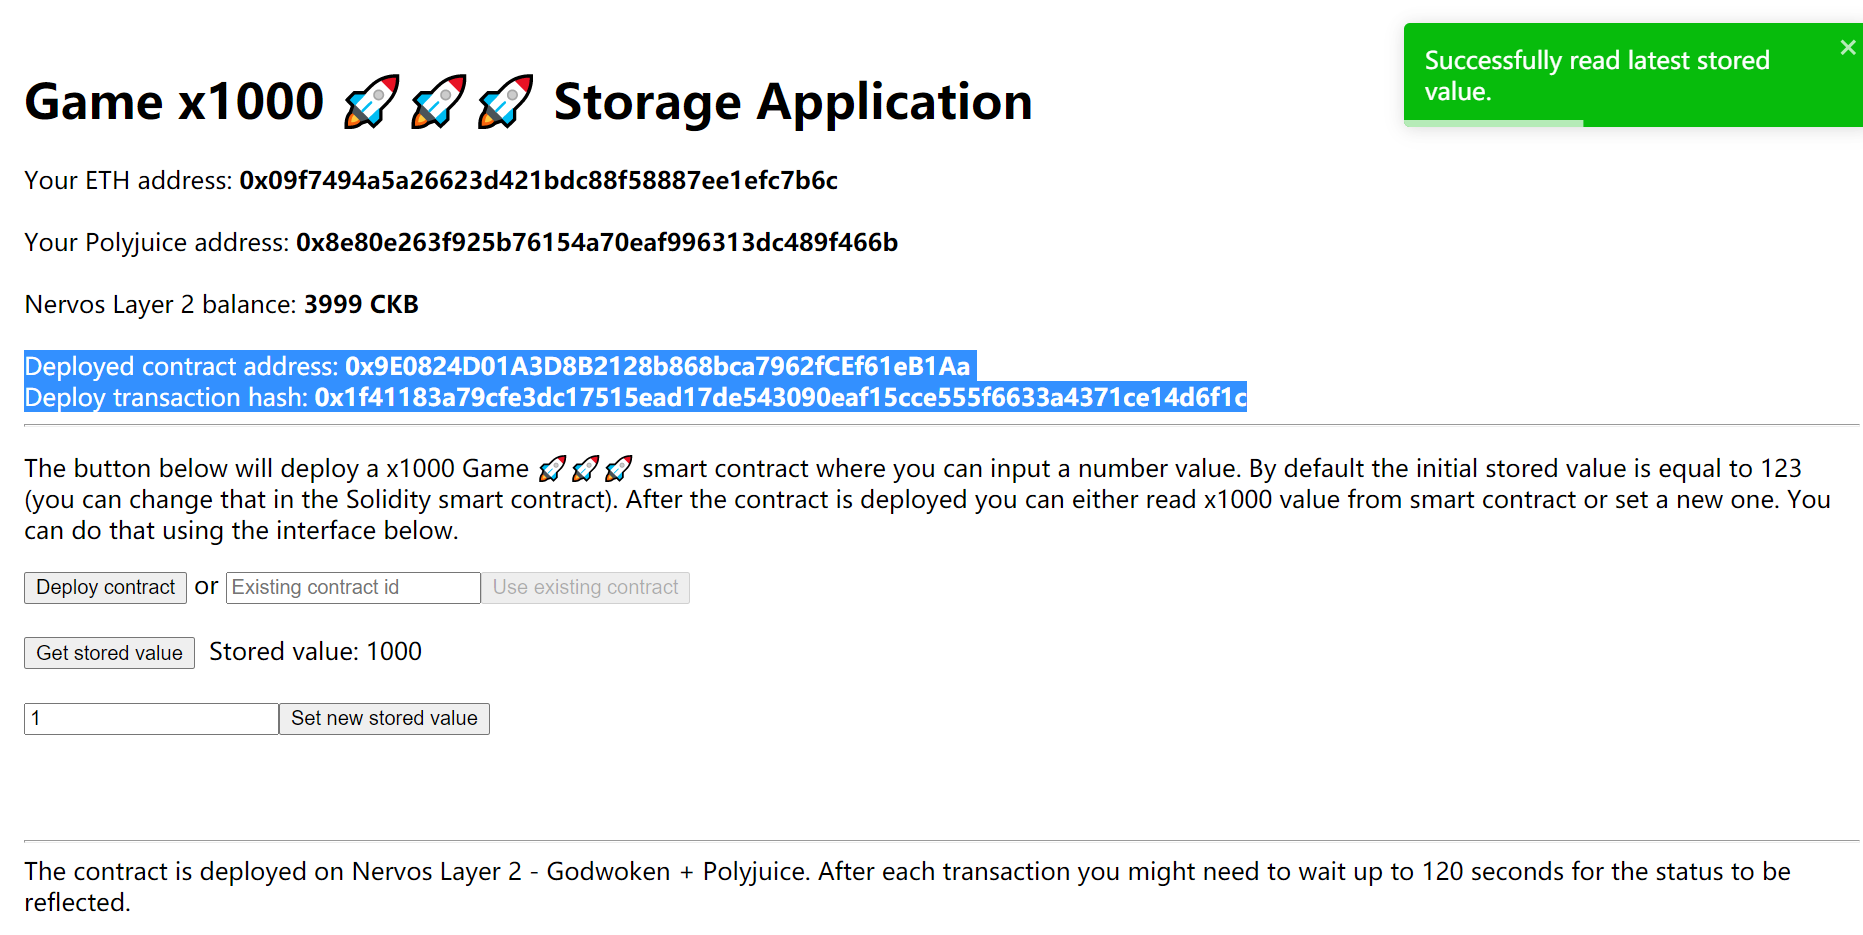 Successfully read latest stored
value.
Game x1000 🚀🚀🚀 Storage Application
Your ETH address: 0x09f7494a5a26623d421bdc88f58887ee1efc7b6c
Your Polyjuice address: 0x8e80e263f925b76154a70eaf996313dc489f466b
Nervos Layer 2 balance: 3999 CKB
Deployed contract address: 0x9E0824D01A3D8B2128b868bca7962fCEf61eB1Aa
Deploy transaction hash: 0x1f41183a79cfe3dc17515ead17de543090eaf15cce555f6633a4371ce14d6f1c
The button below will deploy a x1000 Game 🚀🚀🚀 smart contract where you can input a number value. By default the initial stored value is equal to 123
(you can change that in the Solidity smart contract). After the contract is deployed you can either read x1000 value from smart contract or set a new one. You
can do that using the interface below.
Deploy contract or Existing contract id Use existing contract
Get stored value Stored value: 1000
1 Set new stored value
The contract is deployed on Nervos Layer 2 - Godwoken + Polyjuice. After each transaction you might need to wait up to 120 seconds for the status to be
reflected.